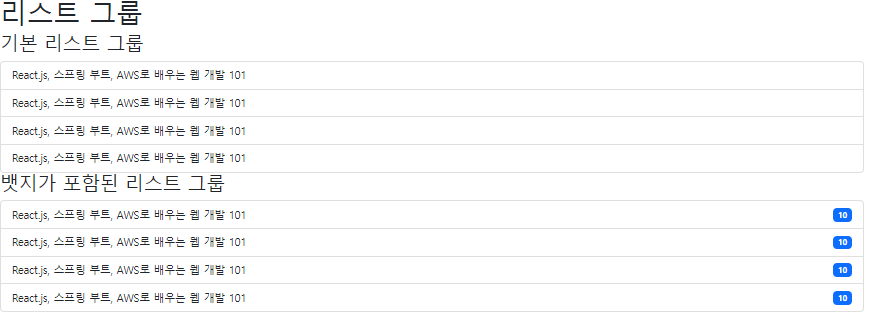 리스트 그룹
기본 리스트 그룹
React.js, 스프링 부트, AWS로 배우는 웹 개발 101
React.js, 스프링 부트, AWS로 배우는 웹 개발 101
React.js, 스프링 부트, AWS로 배우는 웹 개발 101
React.js, 스프링 부트, AWS로 배우는 웹 개발 101
뱃지가 포함된 리스트 그룹
React.js, 스프링 부트, AWS로 배우는 웹 개발 101 10
React.js, 스프링 부트, AWS로 배우는 웹 개발 101 10
React.js, 스프링 부트, AWS로 배우는 웹 개발 101 10
React.js, 스프링 부트, AWS로 배우는 웹 개발 101 10